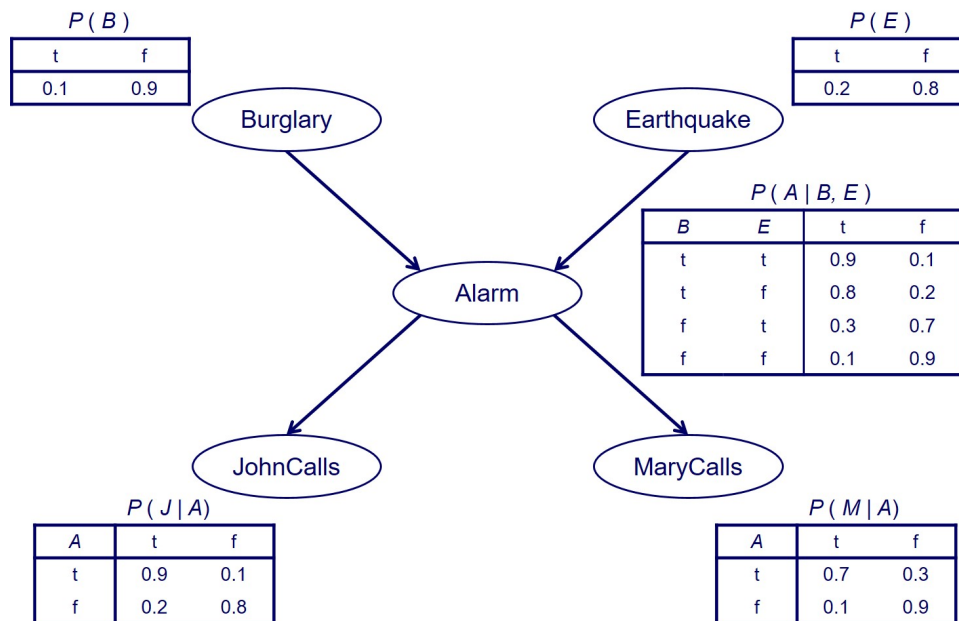 P ( B )
t f
0.1 0.9
P ( E )
t f
0.2 0.8
Burglary
Earthquake
P ( A | B, E )
B E t f
t t 0.9 0.1
t f 0.8 0.2
f t 0.3 0.7
f f 0.1 0.9
Alarm
JohnCalls
MaryCalls
P ( J | A)
A t f
t 0.9 0.1
f 0.2 0.8
P ( M | A)
A t f
t 0.7 0.3
f 0.1 0.9